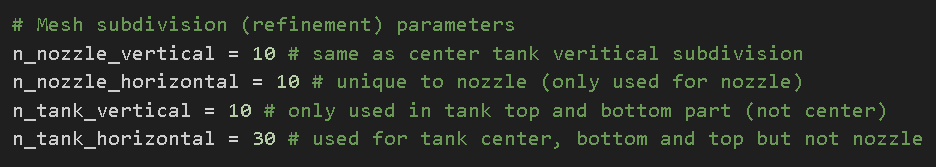 # Mesh subdivision (refinement) parameters
n_nozzle_vertical = 10 # same as center tank veritical subdivision
n_nozzle_horizontal = 10 # unique to nozzle (only used for nozzle)
n_tank_vertical = 10 # only used in tank top and bottom part (not center)
n_tank_horizontal = 30 # used for tank center, bottom and top but not nozzle